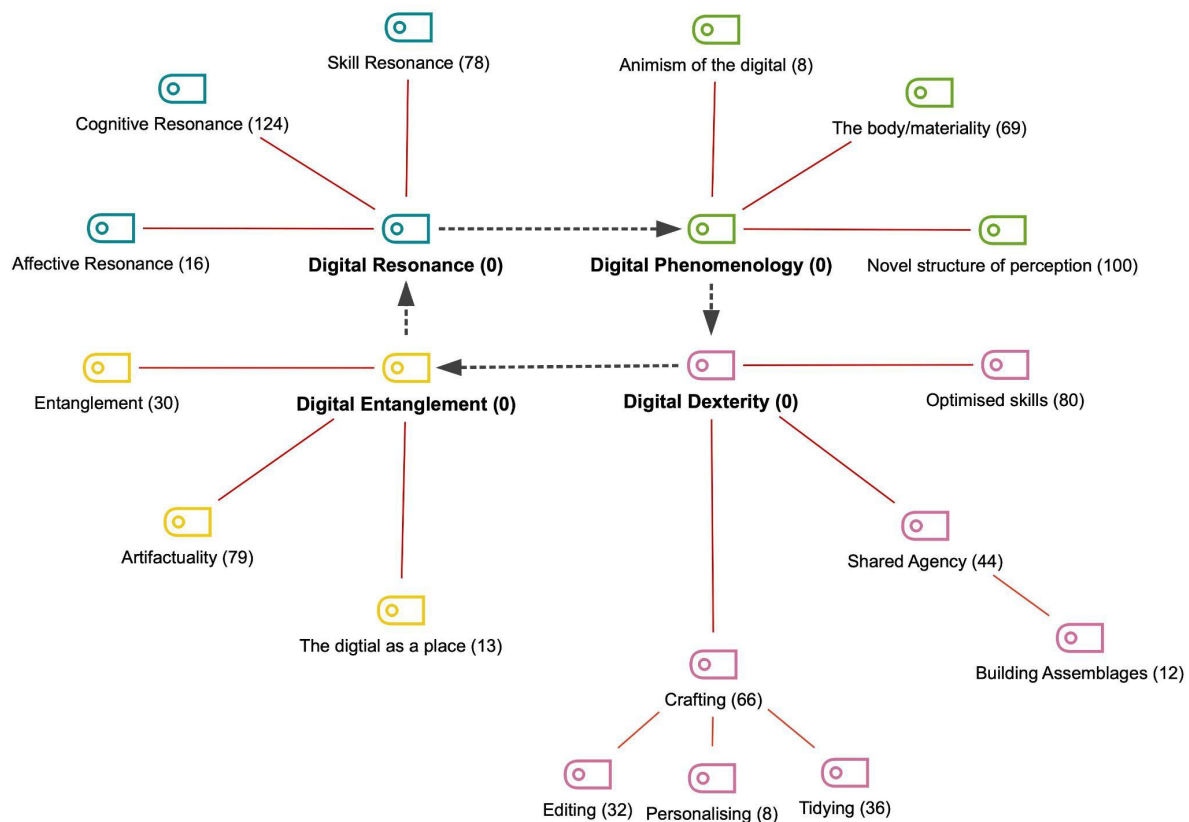 Skill Resonance (78)
Animism of the digital (8)
Cognitive Resonance (124)
The body/materiality (69)
Affective Resonance (16)
Digital Resonance (0)
Digital Phenomenology (0)
Novel structure of perception (100)
Entanglement (30)
Digital Entanglement (0)
Digital Dexterity (0)
Optimised skills (80)
Artifactuality (79)
Shared Agency (44)
The digtial as a place (13)
Building Assemblages (12)
Crafting (66)
Editing (32)
Personalising (8)
Tidying (36)